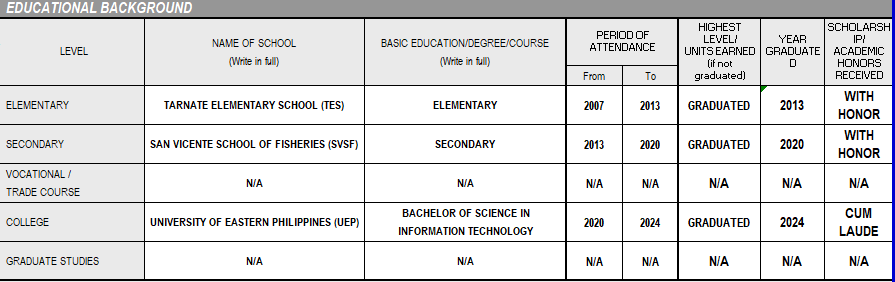 EDUCATIONAL BACKGROUND
LEVEL
NAME OF SCHOOL
(Write in full)
BASIC EDUCATION/DEGREE/COURSE
(Write in full)
PERIOD OF
ATTENDANCE
From
To
HIGHEST
LEVEL/
UNITS EARNED
(if not
graduated)
YEAR
GRADUATE
D
SCHOLARSH
IP/
ACADEMIC
HONORS
RECEIVED
ELEMENTARY
TARNATE ELEMENTARY SCHOOL (TES)
ELEMENTARY
2007
2013
GRADUATED
2013
WITH
HONOR
SECONDARY
SAN VICENTE SCHOOL OF FISHERIES (SVSF)
SECONDARY
2013
2020
GRADUATED
2020
WITH
HONOR
VOCATIONAL /
TRADE COURSE
N/A
N/A
N/A
N/A
N/A
N/A
N/A
COLLEGE
UNIVERSITY OF EASTERN PHILIPPINES (UEP)
BACHELOR OF SCIENCE IN
INFORMATION TECHNOLOGY
2020
2024
GRADUATED
2024
CUM
LAUDE
GRADUATE STUDIES
N/A
N/A
N/A
N/A
N/A
N/A
N/A